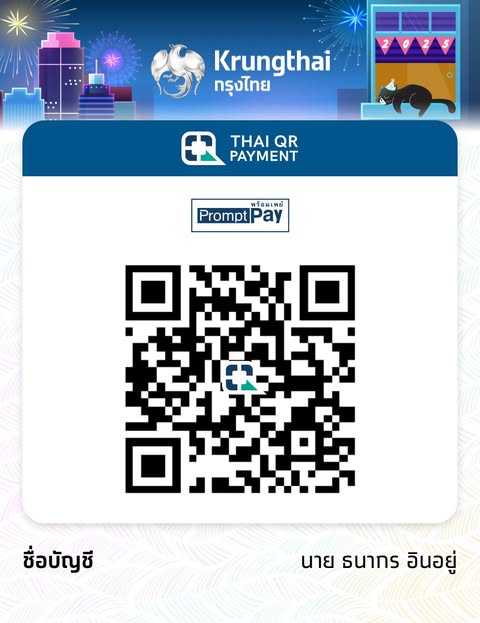 Krungthai
กรุงไทย
2025
THAI QR
PAYMENT
พร้อมเพย์
PromptPay
ชื่อบัญชี นาย ธนากร อินอยู่